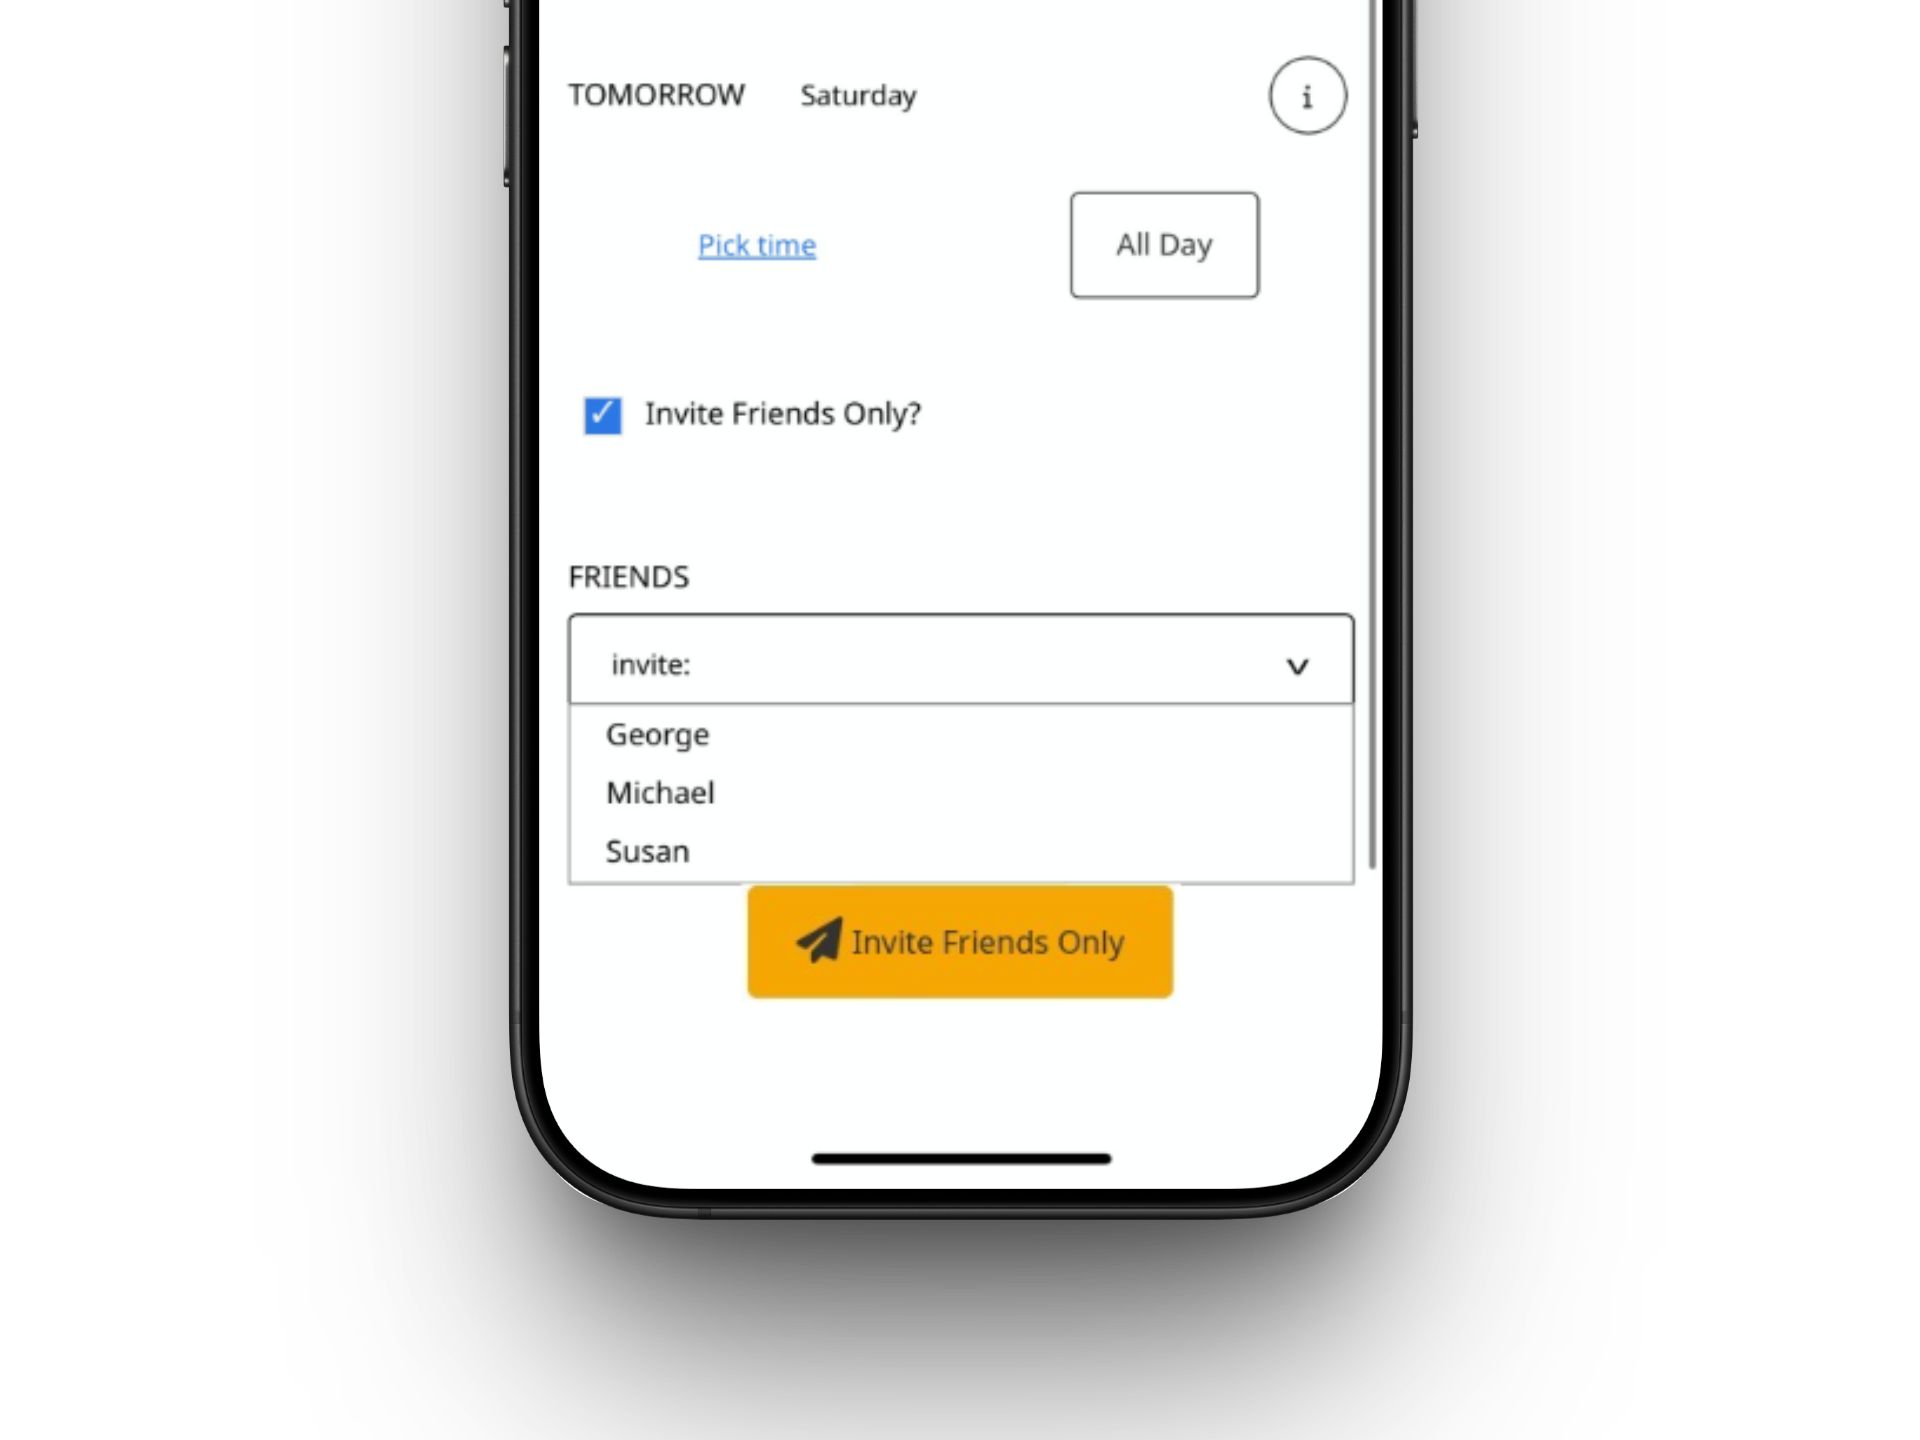 TOMORROW Saturday i
Pick time All Day
✓ Invite Friends Only?
FRIENDS
invite:
George
Michael
Susan
Invite Friends Only